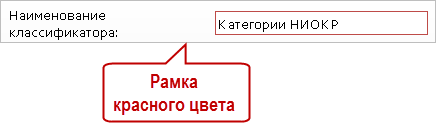 Наименование
классификатора:
Категории НИОКР
Рамка
красного цвета